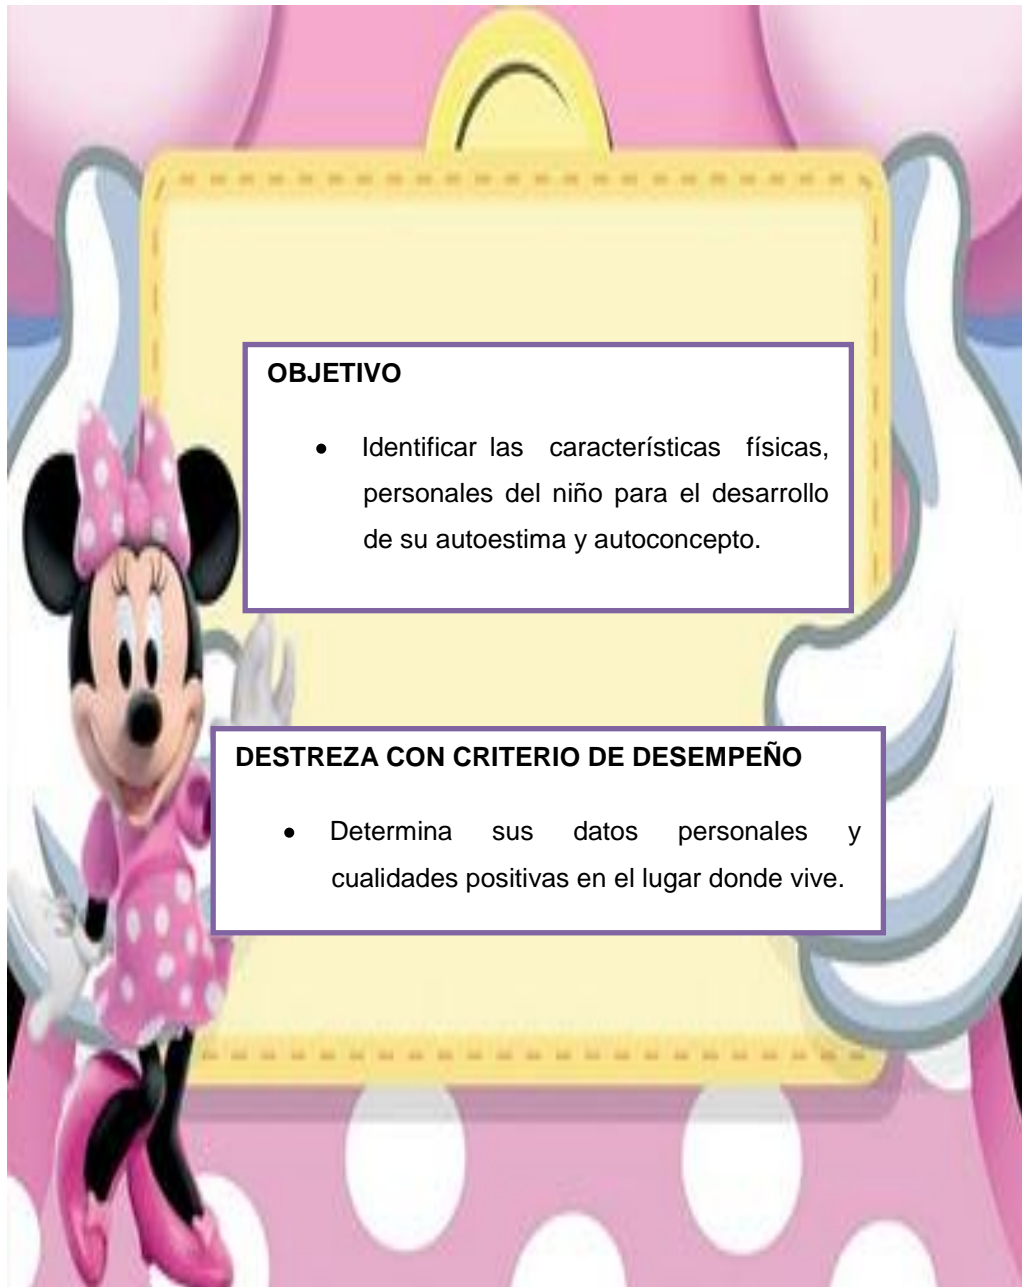 OBJETIVO
• Identificar las características físicas,
personales del niño para el desarrollo
de su autoestima y autoconcepto.
DESTREZA CON CRITERIO DE DESEMPEÑO
• Determina sus datos personales y
cualidades positivas en el lugar donde vive.